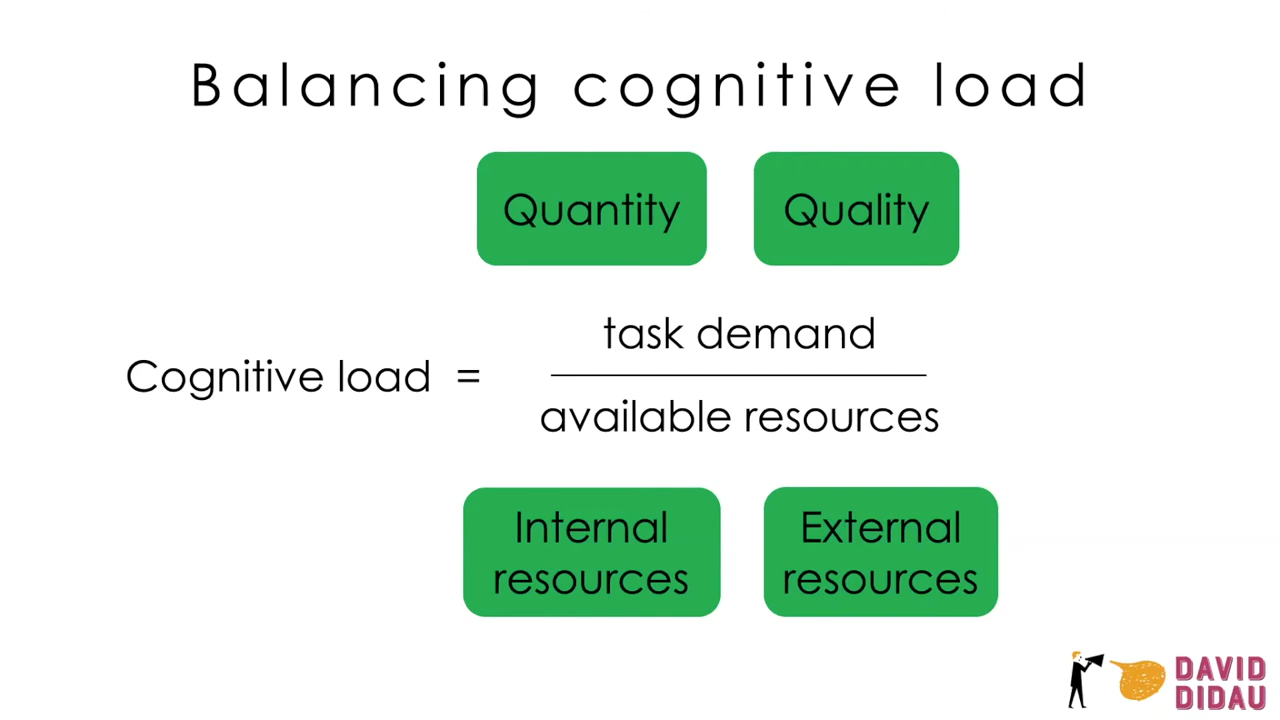 Balancing cognitive load
Quantity
Quality
task demand
Cognitive load =
available resources
Internal
resources
External
resources
DAVID
DIDAU